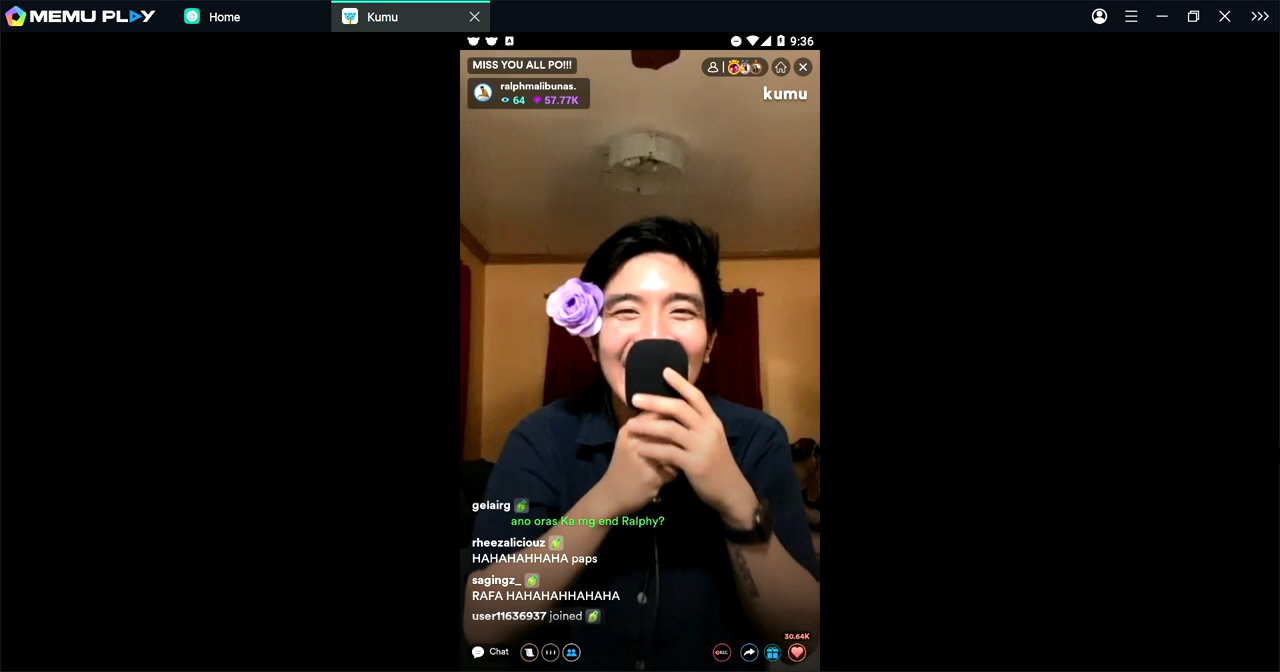 MEMU PLAY
Home
Kumu
9:36
MISS YOU ALL PO!!!
ralphmalibunas.
64 57.77K
kumu
gelairg
ano oras Ka mg end Ralphy?
rheezaliciouz
HAHAHAHHAHA paps
sagingz_
RAFA HAHAHAHHAHAHA
user11636937 joined
30.64K
Chat
REC